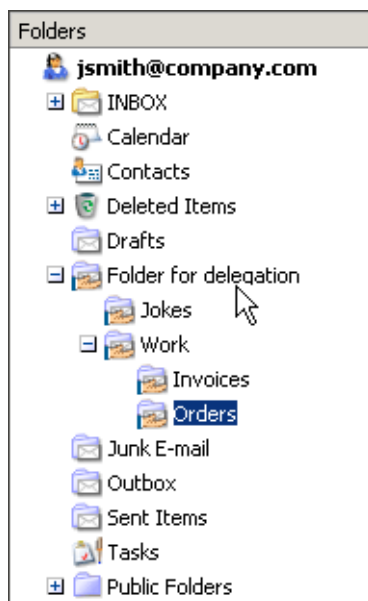 Folders
jsmith@company.com
INBOX
Calendar
Contacts
Deleted Items
Drafts
Folder for delegation
Jokes
Work
Invoices
Orders
Junk E-mail
Outbox
Sent Items
Tasks
Public Folders